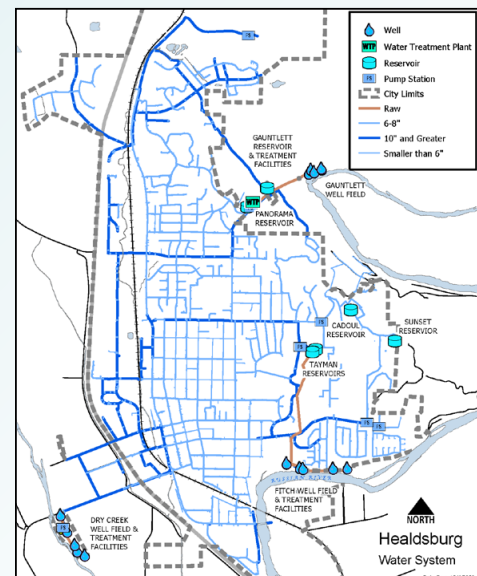 Well
WTP
Water Treatment Plant
Reservoir
PS
Pump Station
City Limits
Raw
6-8"
10" and Greater
Smaller than 6"
PS
GAUNTLETT
RESERVOIR
& TREATMENT
FACILITIES
WTP
GAUNTLETT
WELL FIELD
PANORAMA
RESERVOIR
PS
CADOUL
RESERVOIR
SUNSET
RESERVIOR
PS
TAYMAN
RESERVOIRS
PS
PS
RUSSIAN RIVER
FITCH WELL FIELD
& TREATMENT
FACILITIES
PS
DRY CREEK
WELL FIELD &
TREATMENT
FACILITIES
NORTH
Healdsburg
Water System